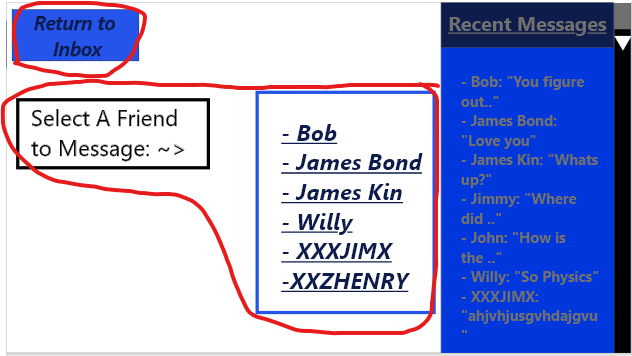 Return to
Inbox
Select A Friend
to Message: ~>
- Bob
- James Bond
- James Kin
- Willy
- XXXJIMX
-XXZHENRY
Recent Messages
- Bob: "You figure
out.."
- James Bond:
"Love you"
- James Kin: "Whats
up?"
- Jimmy: "Where
did .."
- John: "How is
the .."
- Willy: "So Physics"
- XXXJIMX:
"ahjvhjusgvhdajgvu
"